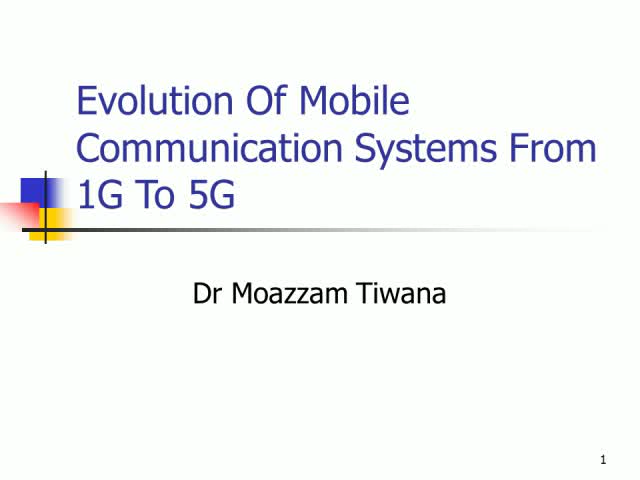 Evolution Of Mobile
Communication Systems From
1G To 5G
Dr Moazzam Tiwana
1